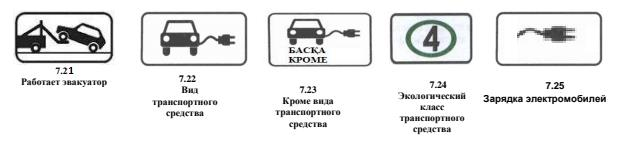 БАСҚА
КРОМЕ
4
7.21
Работает эвакуатор
7.22
Вид
транспортного
средства
7.23
Кроме вида
транспортного
средства
7.24
Экологический
класс
транспортного
средства
7.25
Зарядка электромобилей